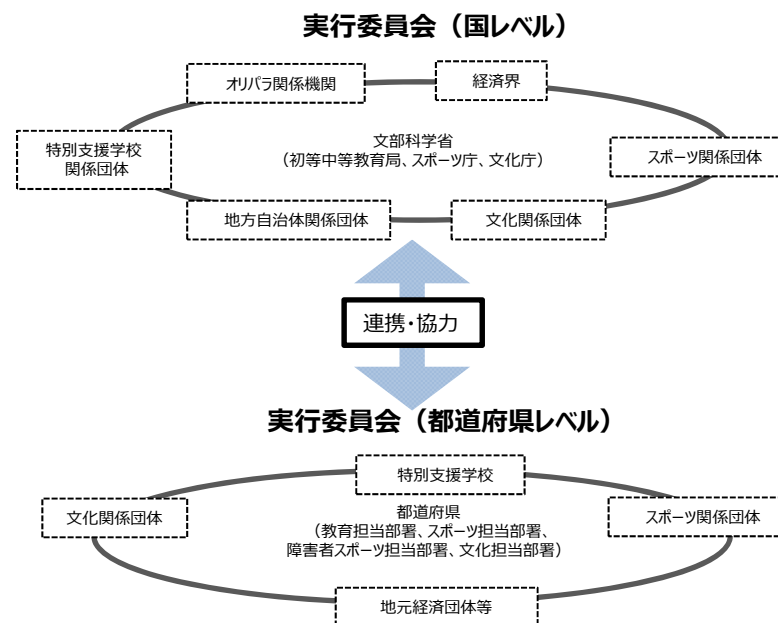 実行委員会（国レベル）
オリパラ関係機関
経済界
特別支援学校
関係団体
文部科学省
（初等中等教育局、スポーツ庁、文化庁）
スポーツ関係団体
地方自治体関係団体
文化関係団体
連携・協力
実行委員会（都道府県レベル）
特別支援学校
文化関係団体
都道府県
（教育担当部署、スポーツ担当部署、
障害者スポーツ担当部署、文化担当部署）
スポーツ関係団体
地元経済団体等